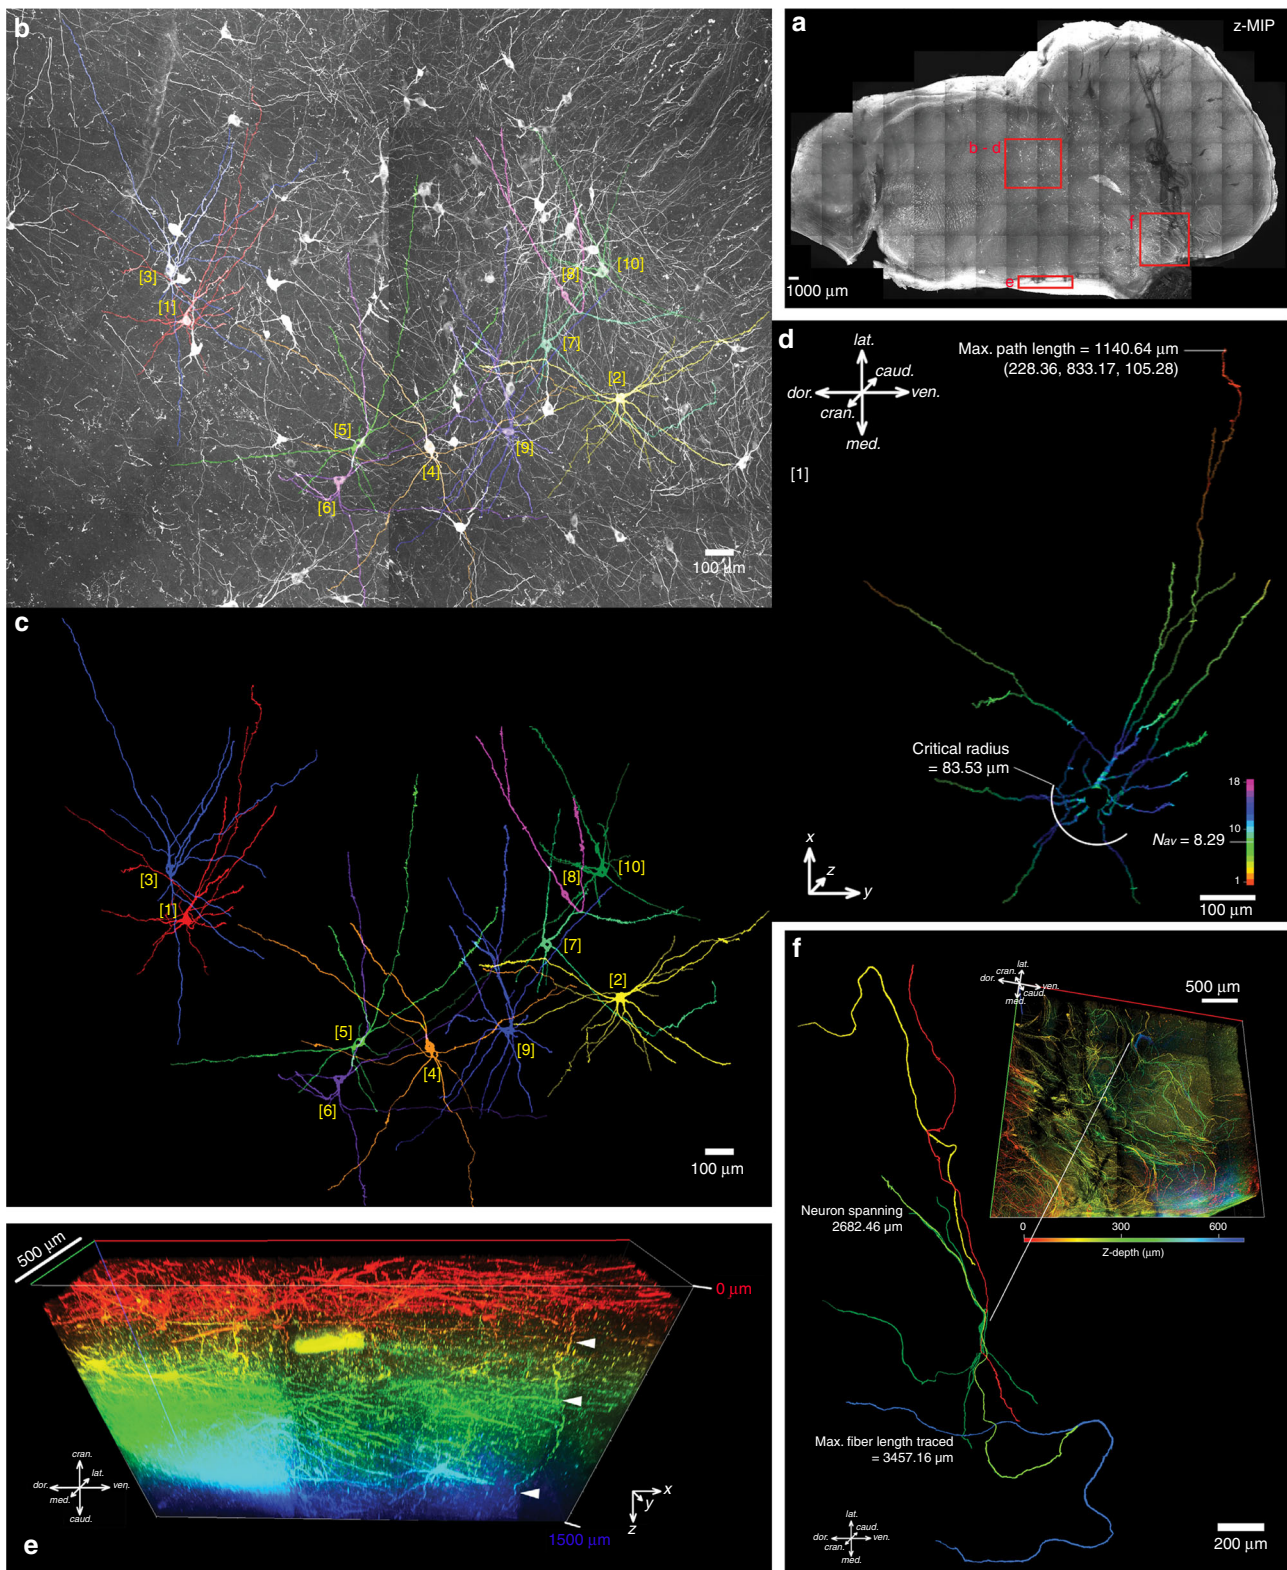 a
z-MIP
b - d
f
e
1000 µm
b
[3]
[1]
[8]
[10]
[7]
[2]
[5]
[4]
[9]
[6]
100 µm
c
[3]
[1]
[8]
[10]
[7]
[2]
[5]
[4]
[9]
[6]
100 µm
d
lat.
caud.
dor.
ven.
cran.
med.
Max. path length = 1140.64 µm
(228.36, 833.17, 105.28)
[1]
Critical radius
= 83.53 µm
18
10
Nav = 8.29
1
x
z
y
100 µm
e
500 µm
0 µm
1500 µm
cran.
lat.
dor.
ven.
med.
caud.
x
y
z
f
lat.
cran.
dor.
ven.
caud.
med.
500 µm
0
300
600
Z-depth (µm)
Neuron spanning
2682.46 µm
Max. fiber length traced
= 3457.16 µm
lat.
caud.
dor.
ven.
cran.
med.
200 µm